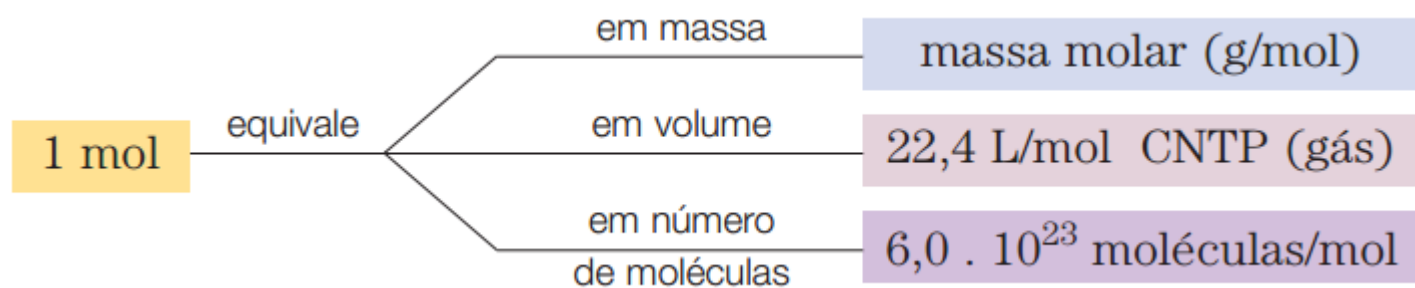 1 mol
equivale
em massa
massa molar (g/mol)
em volume
22,4 L/mol CNTP (gás)
em número
de moléculas
6,0 . 10²³ moléculas/mol